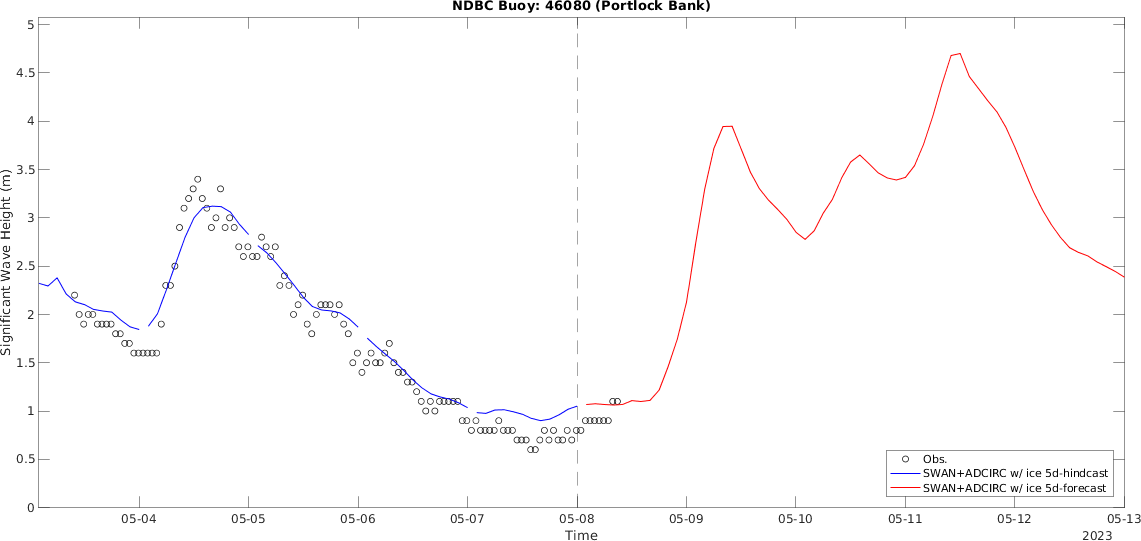 NDBC Buoy: 46080 (Portlock Bank)
5
4.5
4
3.5
3
2.5
2
1.5
1
0.5
0
Significant Wave Height (m)
05-04 05-05 05-06 05-07 05-08 05-09 05-10 05-11 05-12 05-13
Time
2023
Obs.
SWAN+ADCIRC w/ ice 5d-hindcast
SWAN+ADCIRC w/ ice 5d-forecast